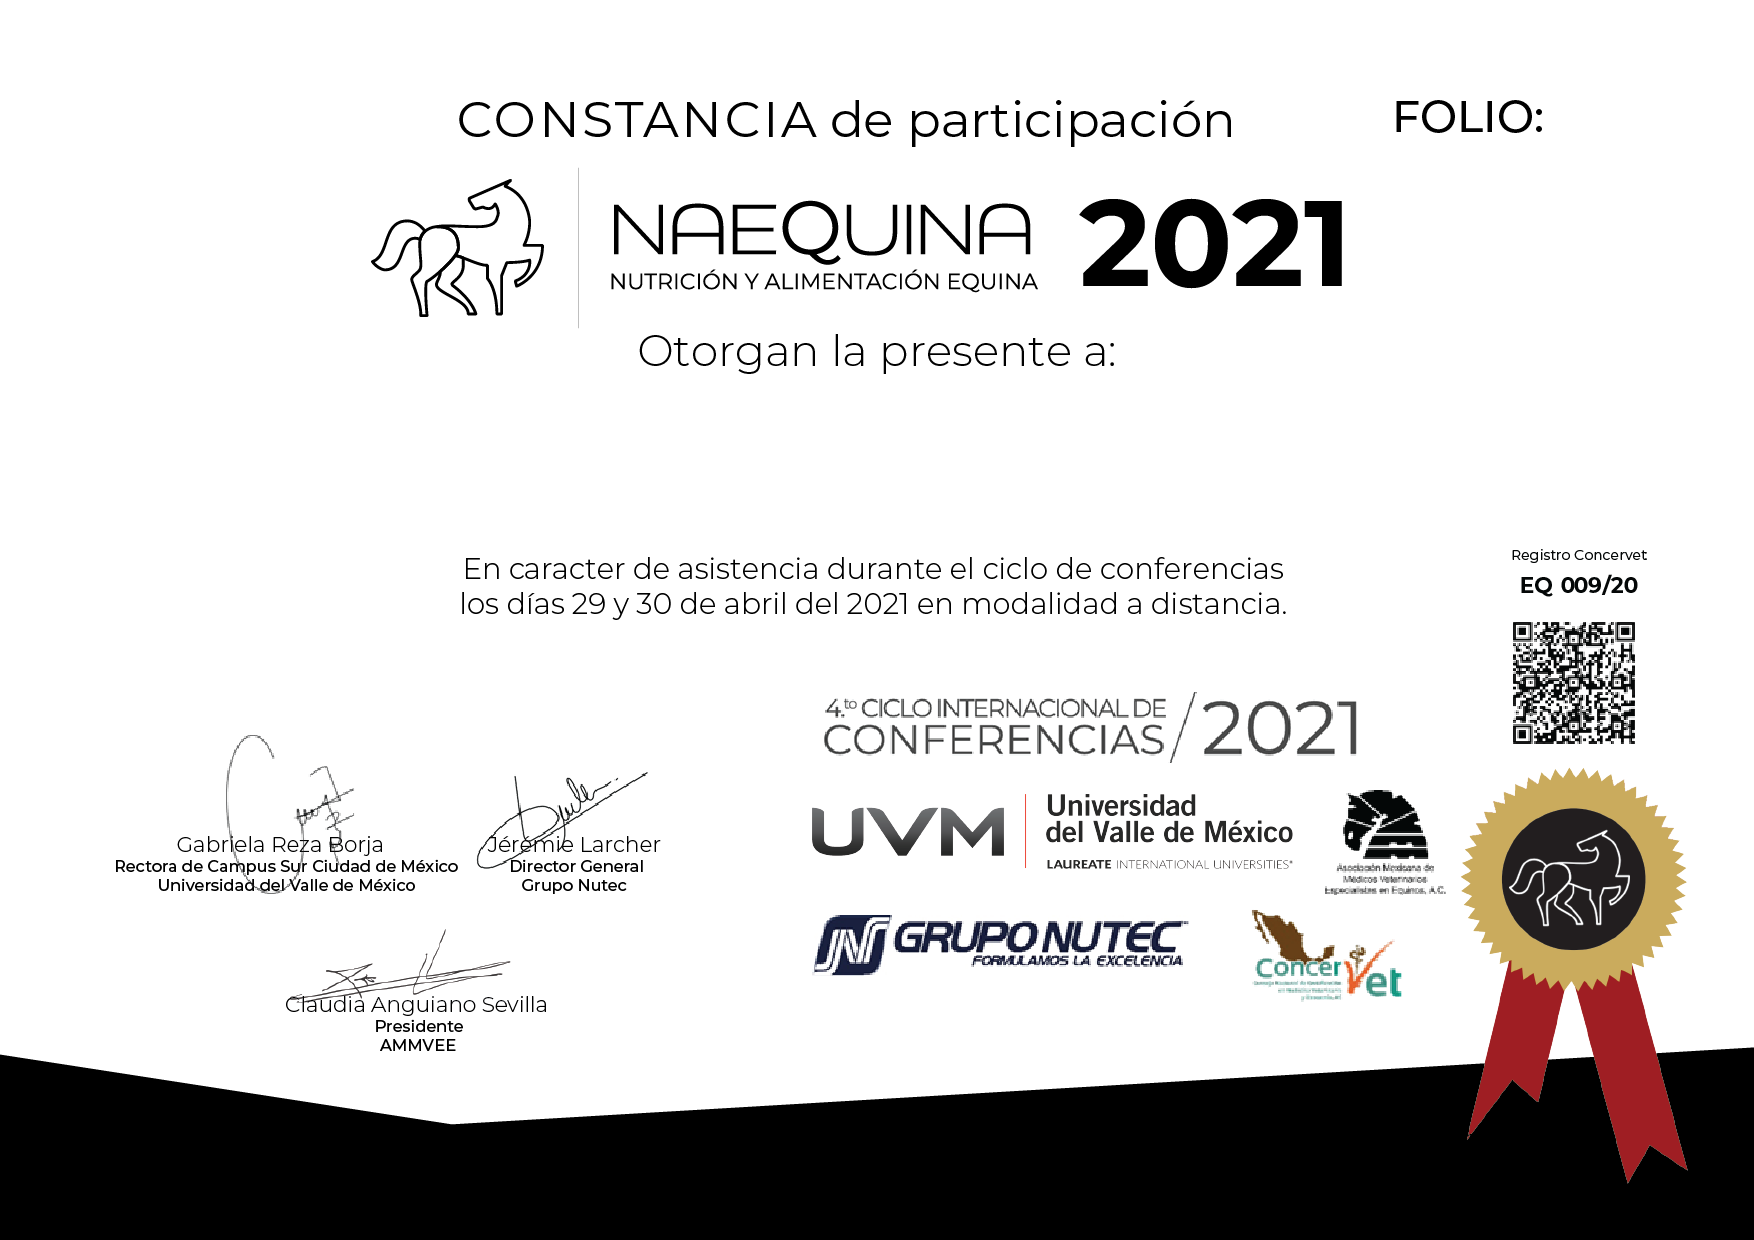 CONSTANCIA de participación
FOLIO:
NAEQUINA 2021
NUTRICIÓN Y ALIMENTACIÓN EQUINA
Otorgan la presente a:
En caracter de asistencia durante el ciclo de conferencias
los días 29 y 30 de abril del 2021 en modalidad a distancia.
Registro Concervet
EQ 009/20
4.to CICLO INTERNACIONAL DE
CONFERENCIAS/2021
Gabriela Reza Borja
Rectora de Campus Sur Ciudad de México
Universidad del Valle de México
Jérémie Larcher
Director General
Grupo Nutec
Claudia Anguiano Sevilla
Presidente
AMMVEE
UVM
Universidad
del Valle de México
LAUREATE INTERNATIONAL UNIVERSITIES®
Asociación Mexicana de
Médicos Veterinarios
Especialistas en Equinos, A.C.
GRUPO NUTEC
FORMULAMOS LA EXCELENCIA
ConcerVet